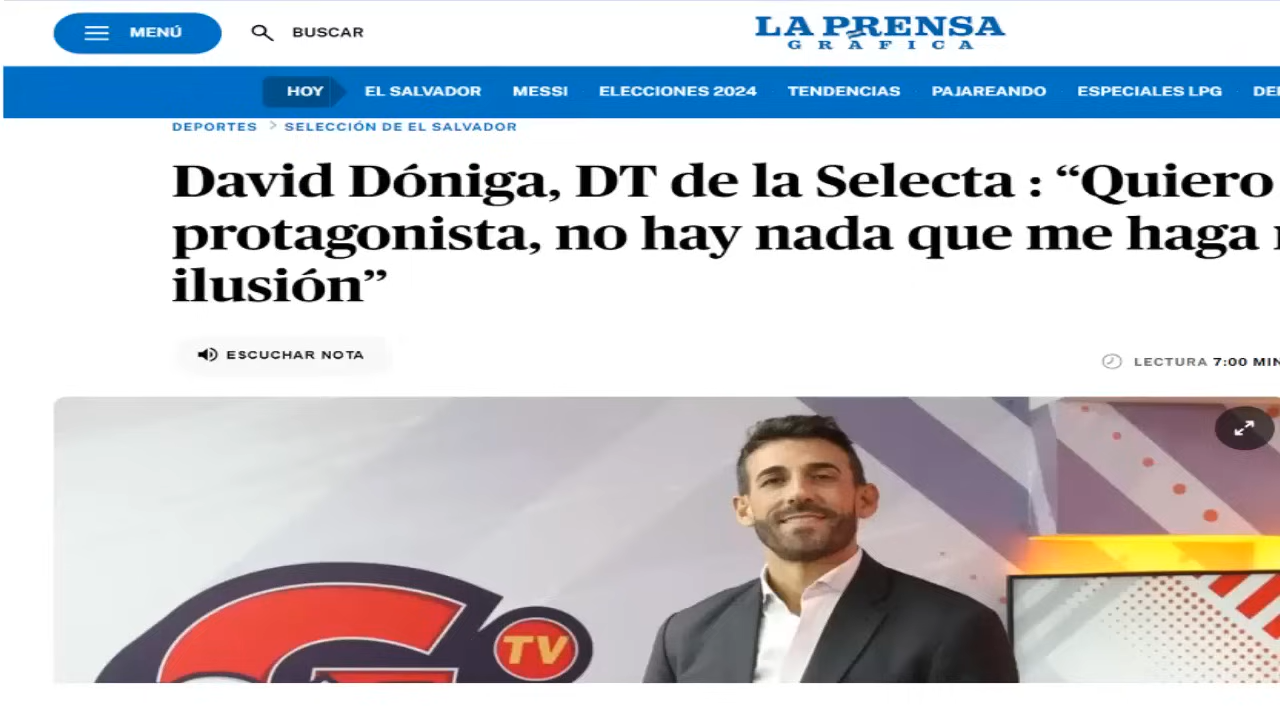 MENÚ
BUSCAR
LA PRENSA
GRÁFICA
HOY
EL SALVADOR
MESSI
ELECCIONES 2024
TENDENCIAS
PAJAREANDO
ESPECIALES LPG
DEPORTES > SELECCIÓN DE EL SALVADOR
David Dóniga, DT de la Selecta : “Quiero
protagonista, no hay nada que me haga
ilusión”
ESCUCHAR NOTA
LECTURA 7:00 MIN
TV